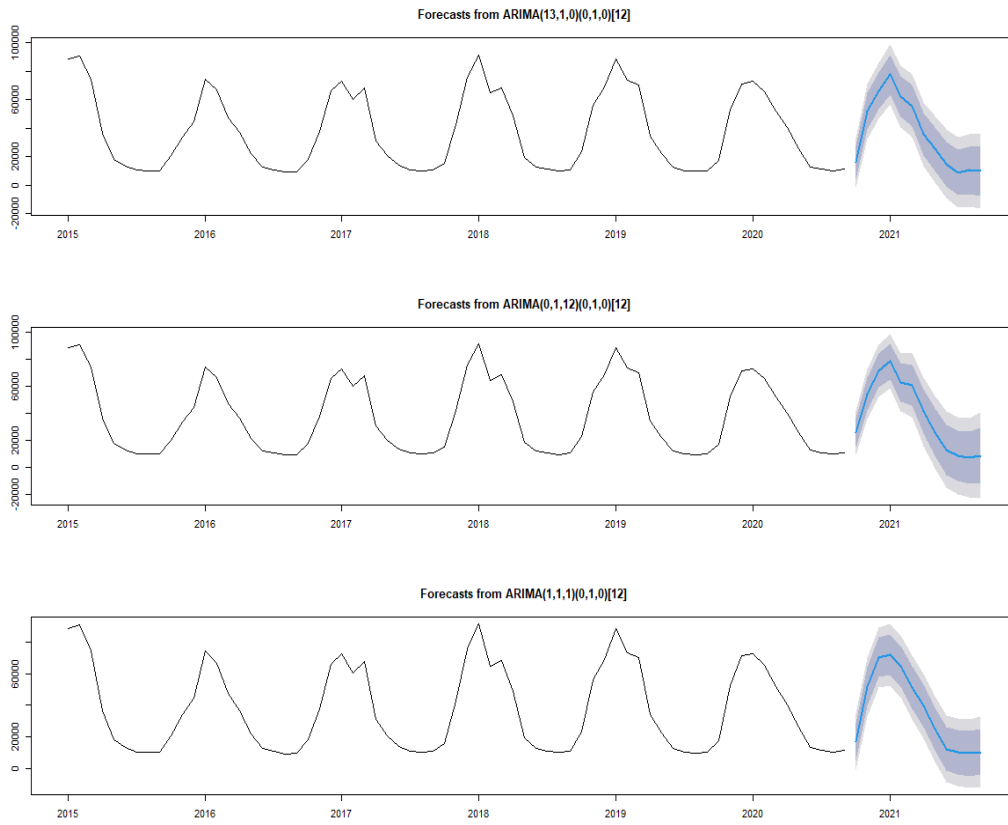 Forecasts from ARIMA(13,1,0)(0,1,0)[12]
100000
60000
20000
0
-20000
2015 2016 2017 2018 2019 2020 2021
Forecasts from ARIMA(0,1,12)(0,1,0)[12]
100000
60000
20000
0
-20000
2015 2016 2017 2018 2019 2020 2021
Forecasts from ARIMA(1,1,1)(0,1,0)[12]
60000
20000
0
2015 2016 2017 2018 2019 2020 2021